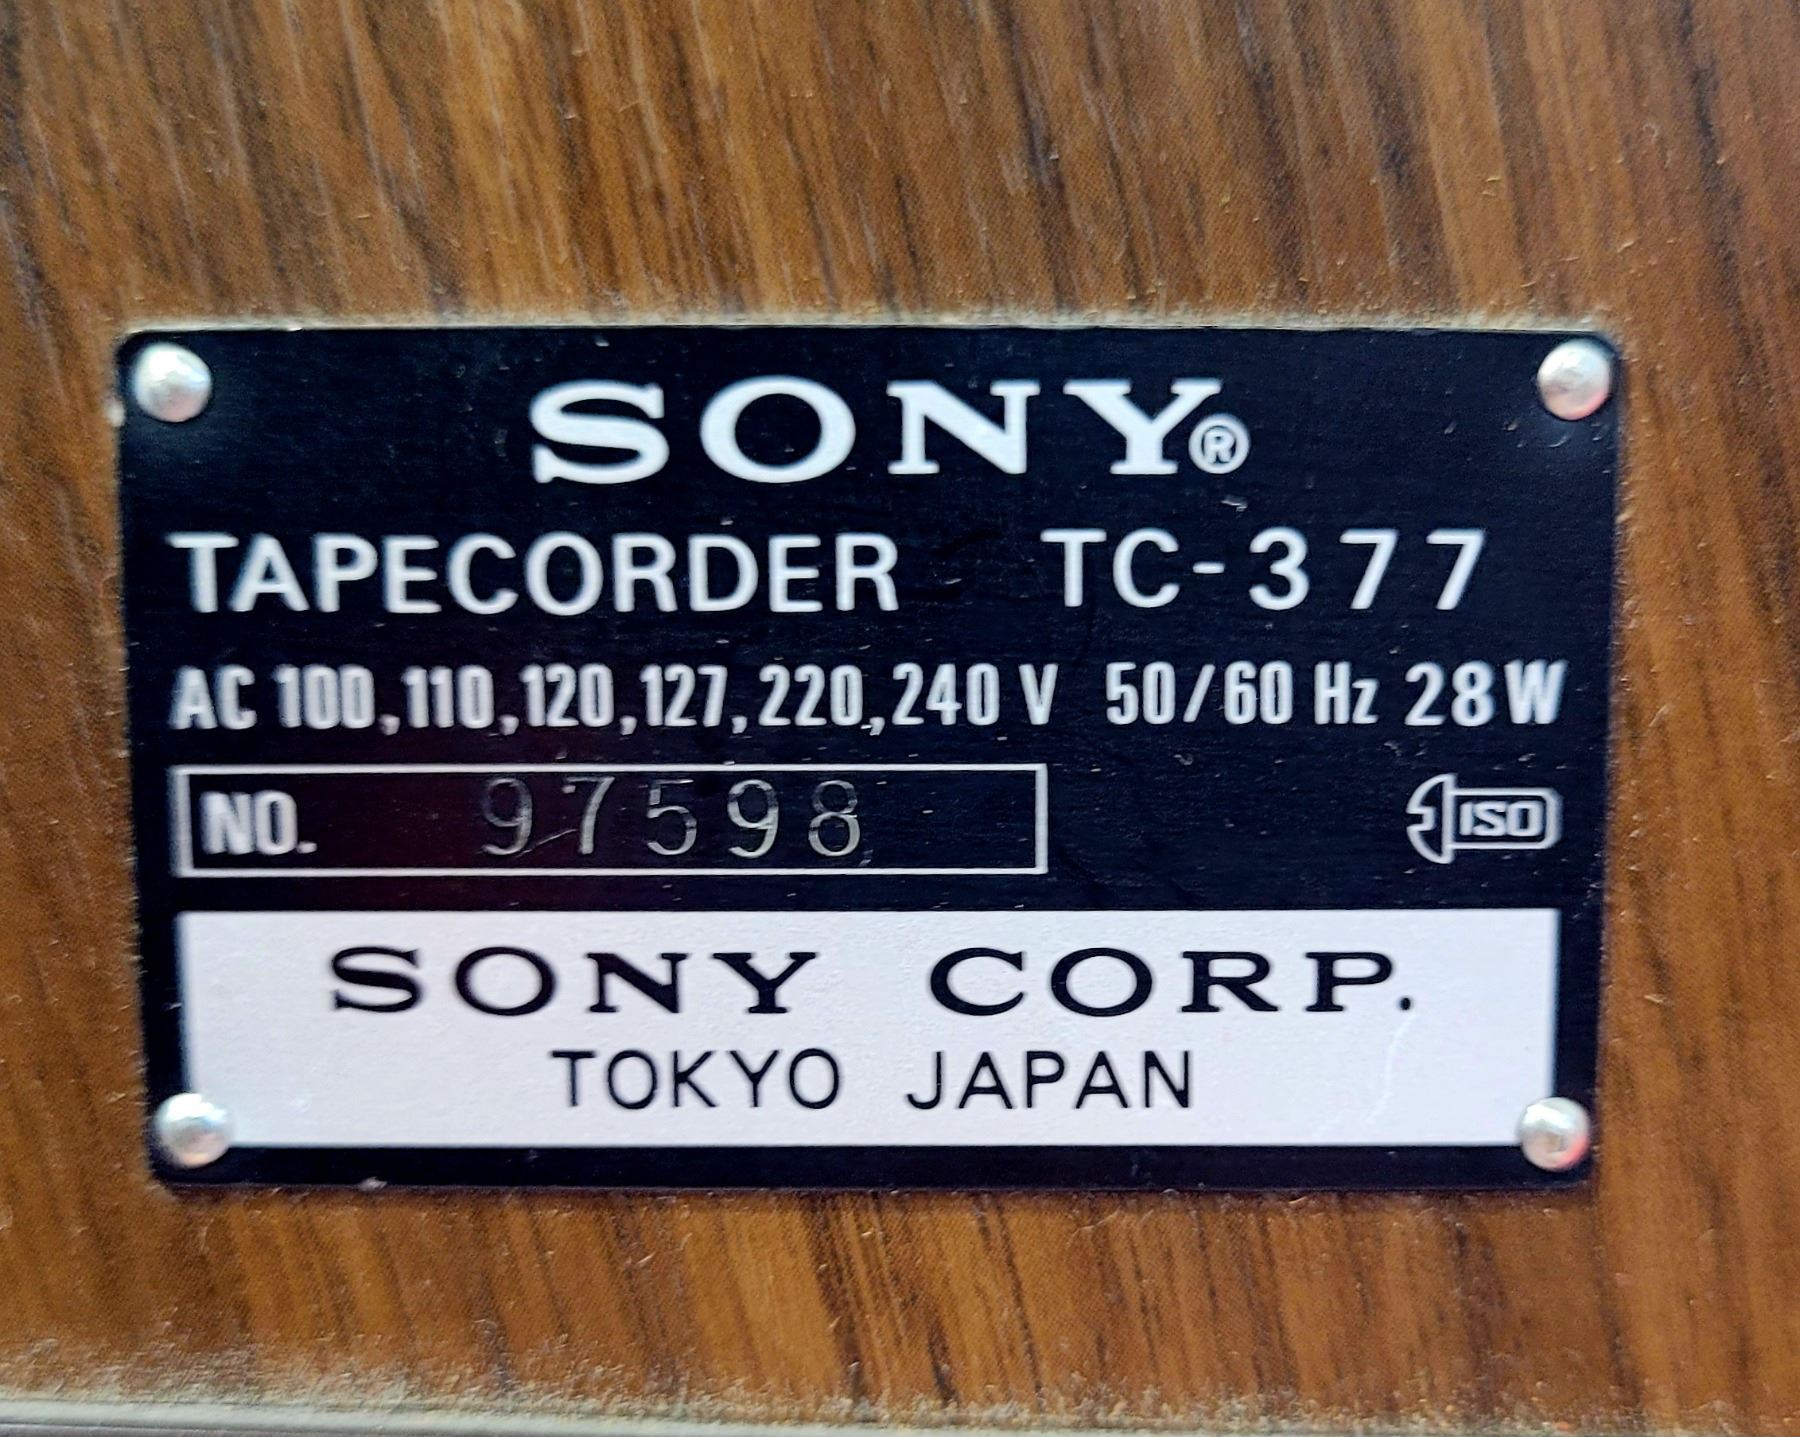 SONY®
TAPECORDER TC-377
AC 100,110,120,127,220,240 V 50/60 Hz 28W
NO. 97598
ISO
SONY CORP.
TOKYO JAPAN